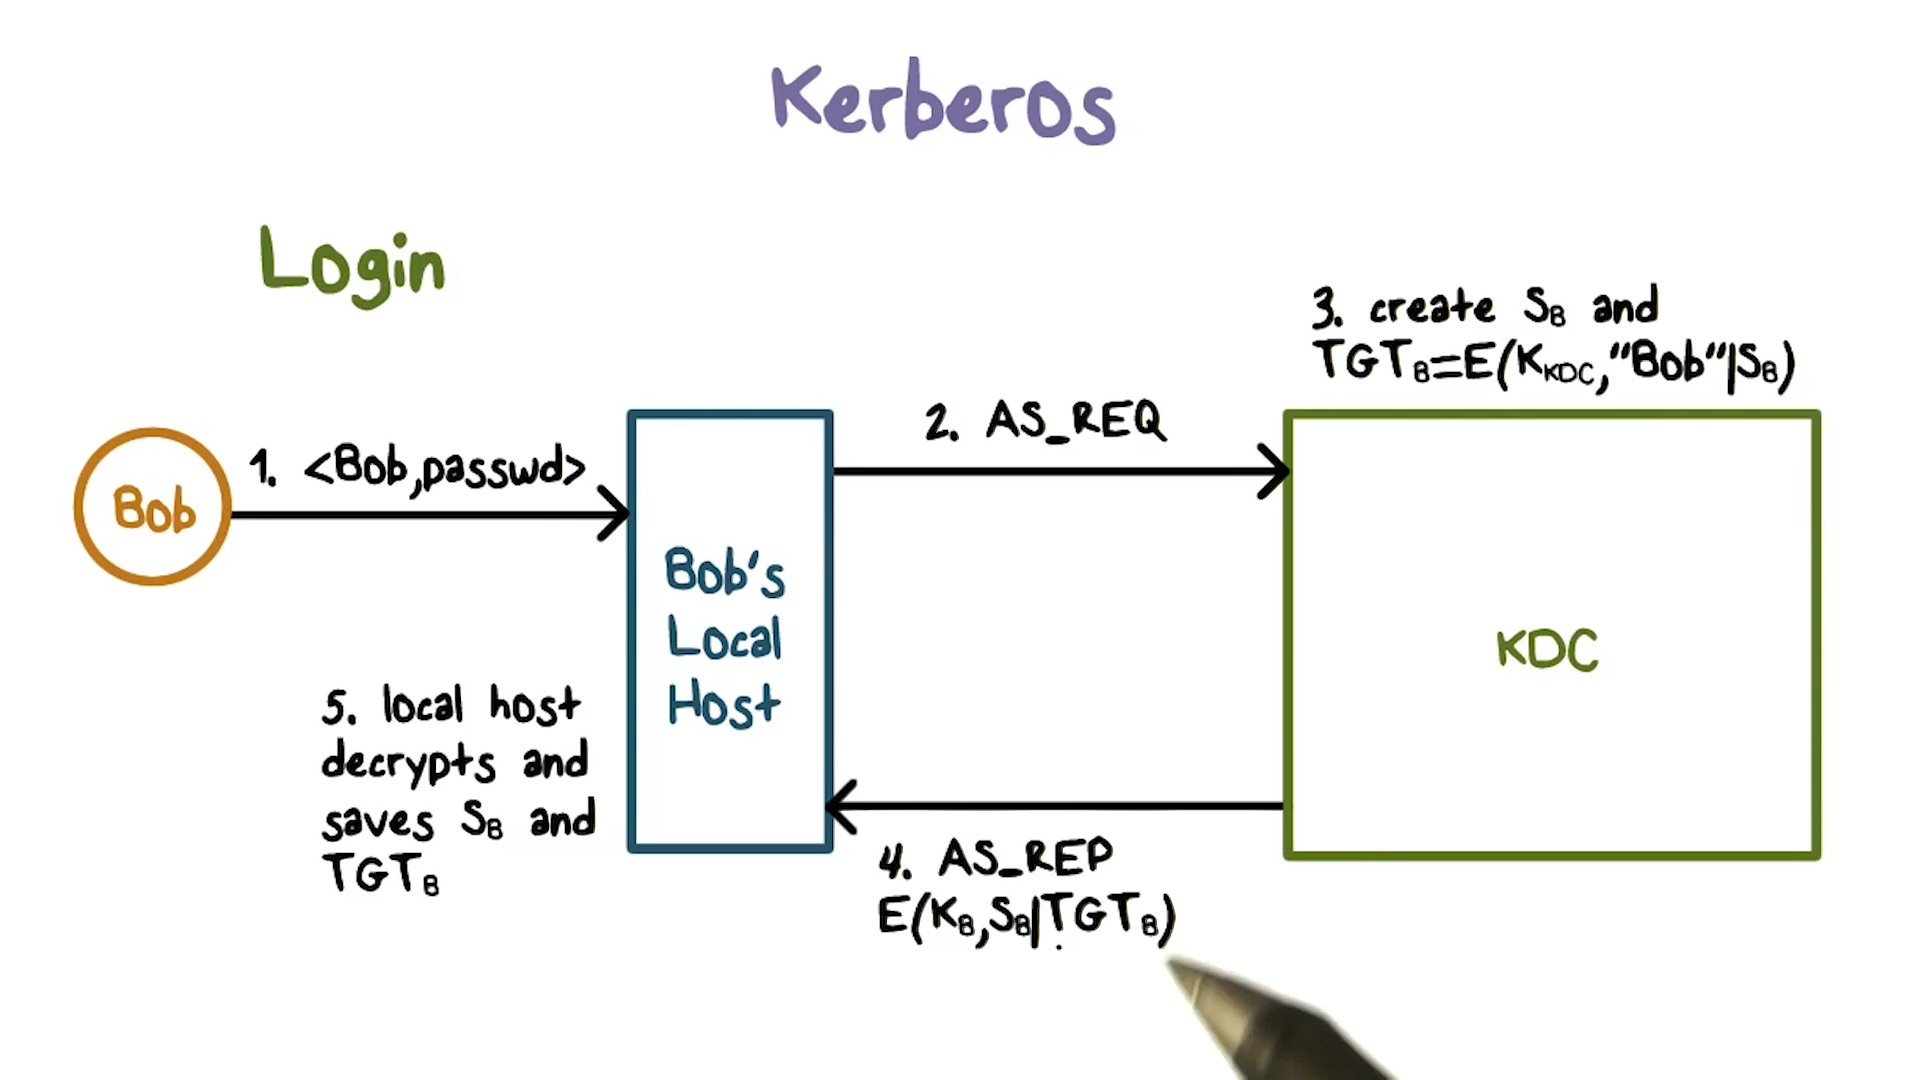 Kerberos
Login
3. create SB and
TGTB=E(KKDC,"Bob"|SB)
2. AS_REQ
1. <Bob,passwd>
Bob
Bob's
Local
Host
KDC
5. local host
decrypts and
saves SB and
TGTB
4. AS_REP
E(KB,SB|TGTB)